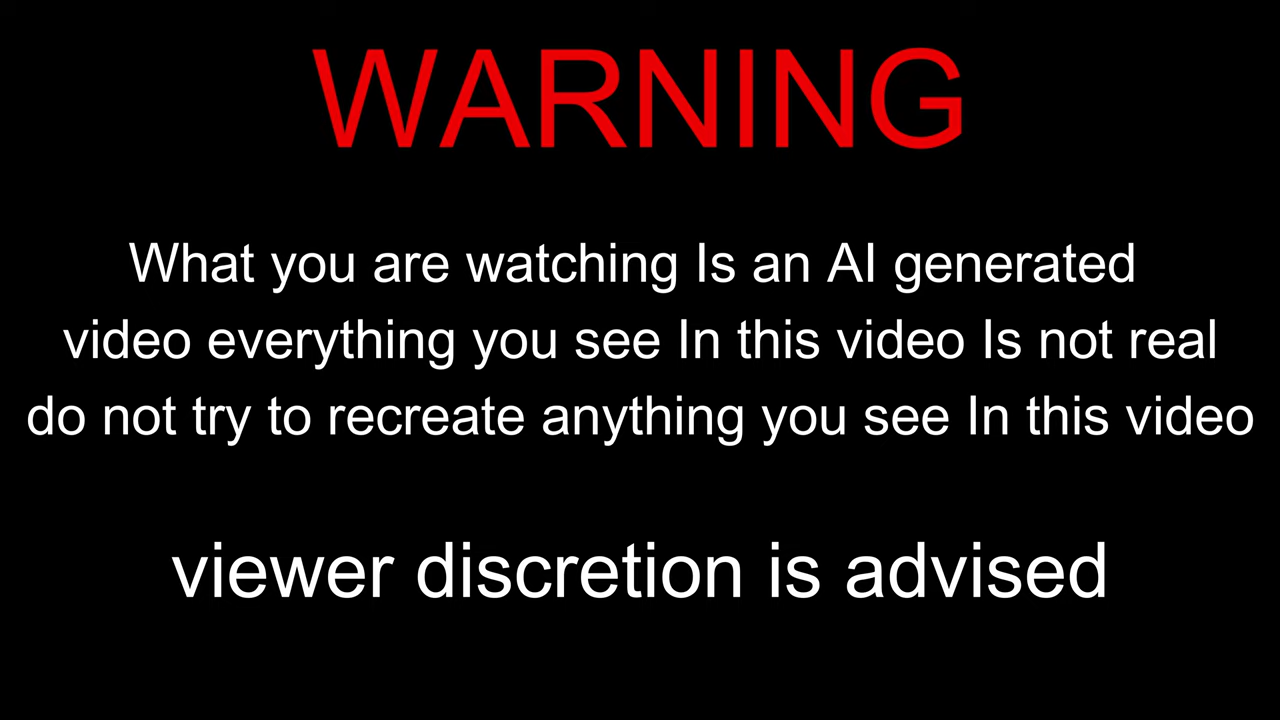 WARNING
What you are watching Is an AI generated
video everything you see In this video Is not real
do not try to recreate anything you see In this video
viewer discretion is advised